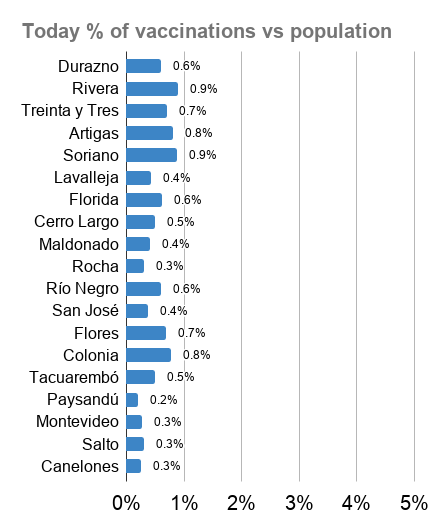 Today % of vaccinations vs population
Durazno 0.6%
Rivera 0.9%
Treinta y Tres 0.7%
Artigas 0.8%
Soriano 0.9%
Lavalleja 0.4%
Florida 0.6%
Cerro Largo 0.5%
Maldonado 0.4%
Rocha 0.3%
Río Negro 0.6%
San José 0.4%
Flores 0.7%
Colonia 0.8%
Tacuarembó 0.5%
Paysandú 0.2%
Montevideo 0.3%
Salto 0.3%
Canelones 0.3%
0% 1% 2% 3% 4% 5%